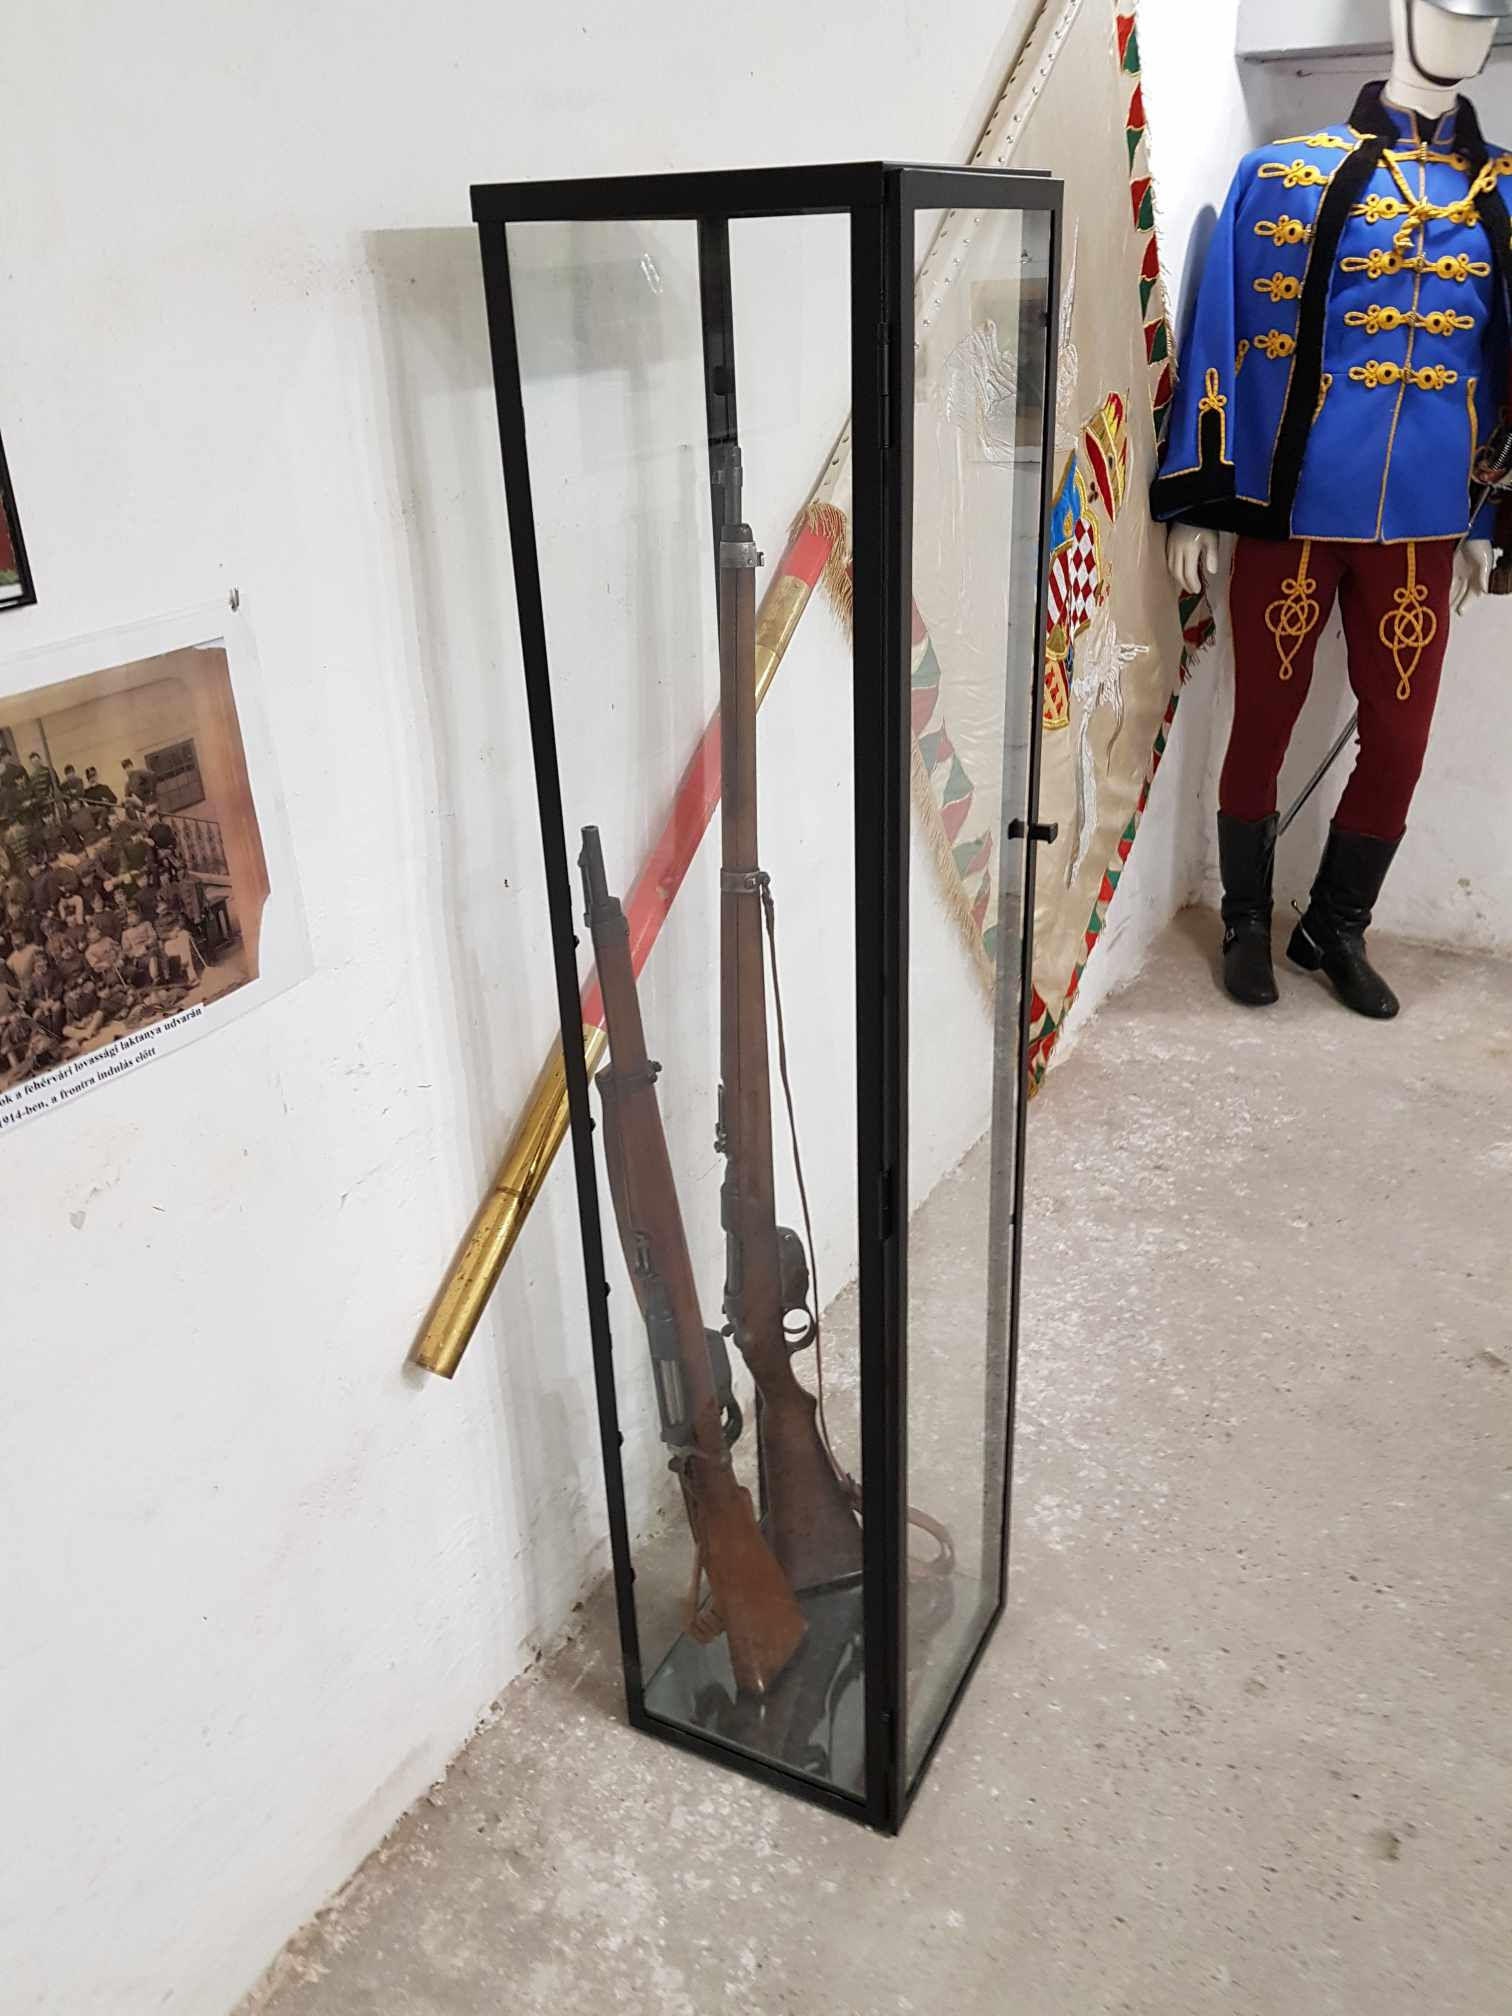 ok a fehérvári lovassági laktanya udvarán
1914-ben, a frontra indulás előtt